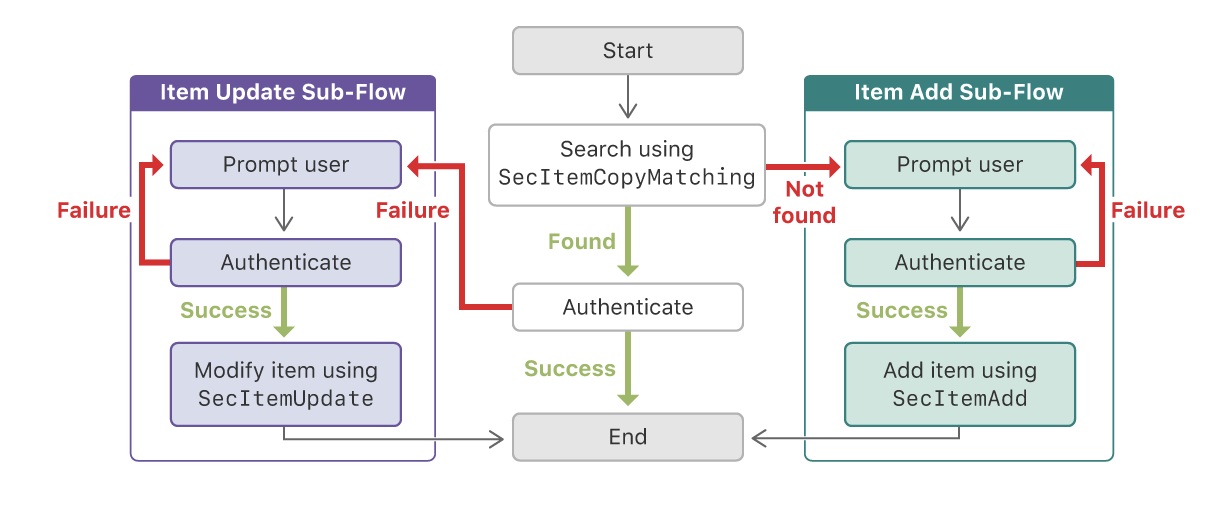 Start
Item Update Sub-Flow
Item Add Sub-Flow
Search using
SecItemCopyMatching
Prompt user
Prompt user
Not
found
Failure
Failure
Failure
Found
Authenticate
Authenticate
Authenticate
Success
Success
Success
Modify item using
SecItemUpdate
Add item using
SecItemAdd
End